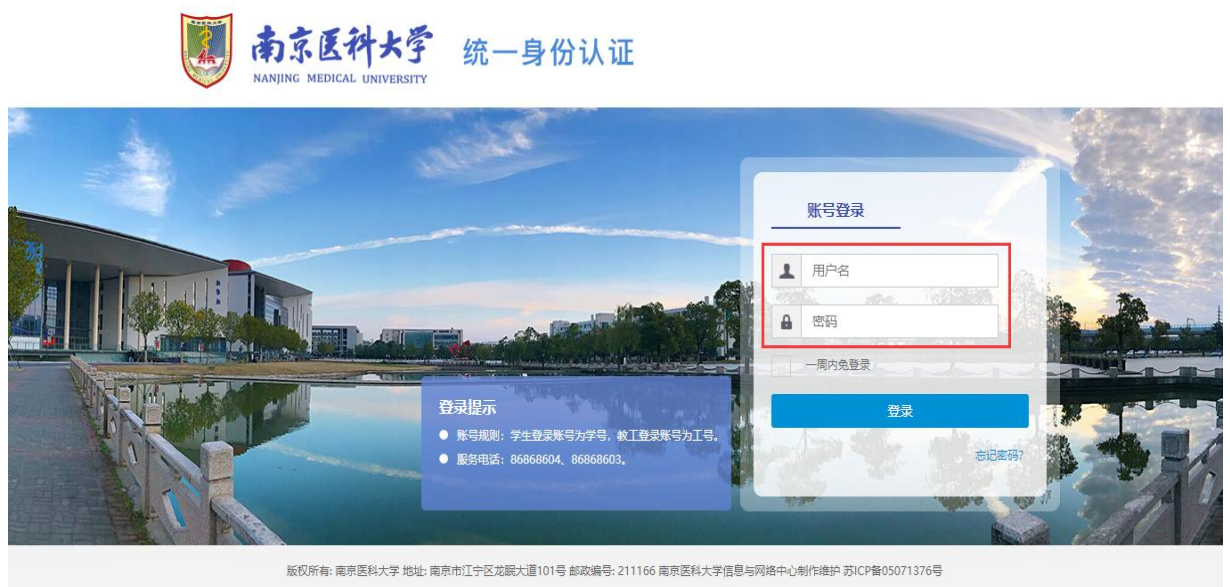 南京医科大学
NANJING MEDICAL UNIVERSITY
统一身份认证
账号登录
用户名
密码
一周内免登录
登录
忘记密码?
登录提示
账号规则: 学生登录账号为学号, 教工登录账号为工号。
服务电话: 86868604、86868603。
版权所有: 南京医科大学 地址: 南京市江宁区龙眠大道101号 邮政编号: 211166 南京医科大学信息与网络中心制作维护 苏ICP备05071376号